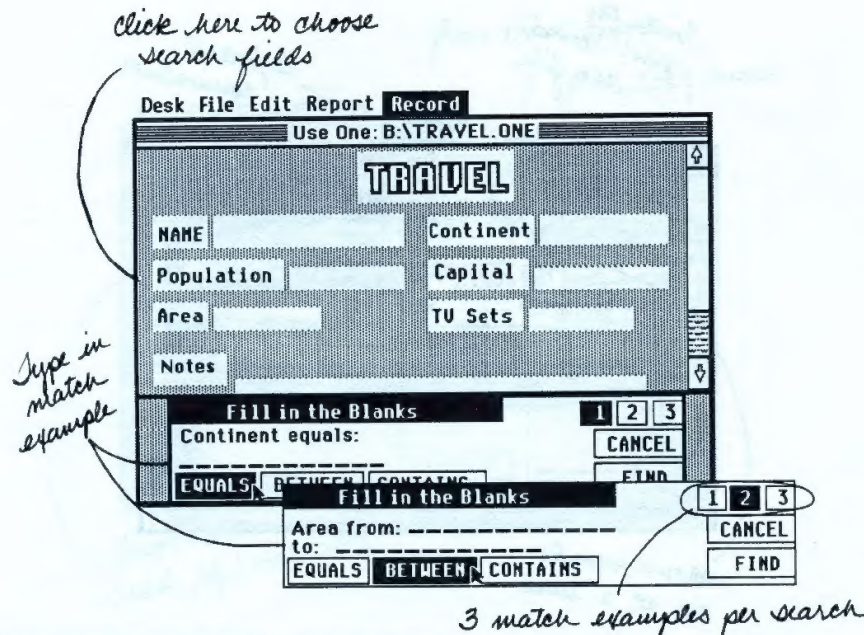 click here to choose
search fields
Desk File Edit Report Record
Use One: B:\TRAVEL.ONE
TRAVEL
NAME
Continent
Population
Capital
Area
TV Sets
Notes
Type in
match
example
Fill in the Blanks
1 2 3
Continent equals:
CANCEL
EQUALS BETWEEN CONTAINS
FIND
Fill in the Blanks
1 2 3
Area from:
CANCEL
to:
EQUALS BETWEEN CONTAINS
FIND
3 match examples per search